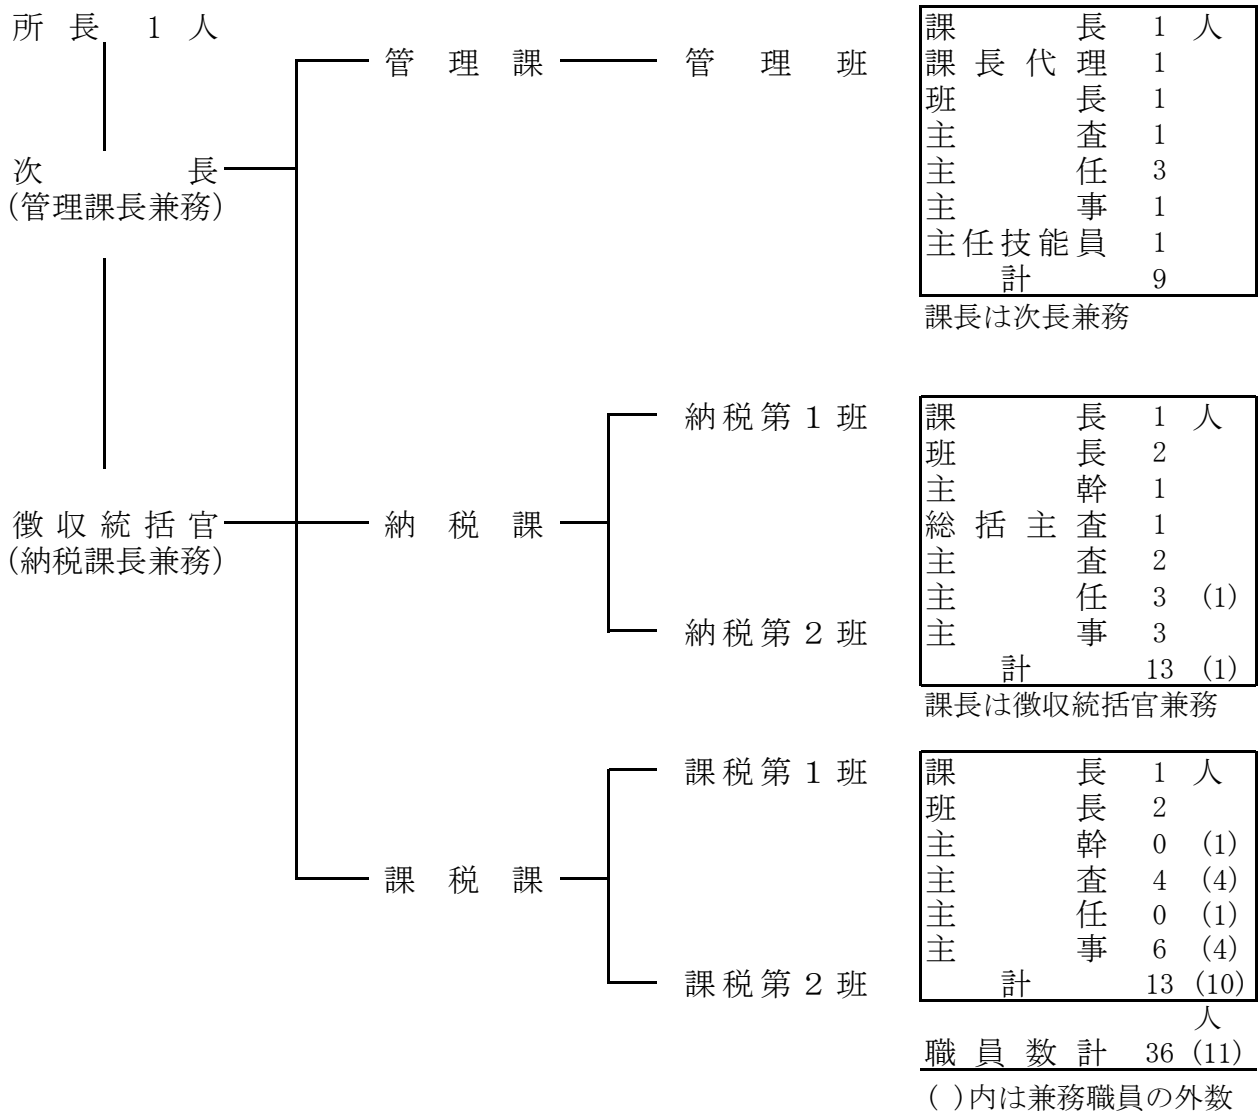 所長 1 人
次長
(管理課長兼務)
徴収統括官
(納税課長兼務)
管理課
管理班
課長 1 人
課長代理 1
班長 1
主査 1
主任 3
主事 1
主任技能員 1
計 9
課長は次長兼務
納税課
納税第1班
納税第2班
課長 1 人
班長 2
主幹 1
総括主査 1
主査 2
主任 3 (1)
主事 3
計 13 (1)
課長は徴収統括官兼務
課税課
課税第1班
課税第2班
課長 1 人
班長 2
主幹 0 (1)
主査 4 (4)
主任 0 (1)
主事 6 (4)
計 13 (10)
人
職員数計 36 (11)
( )内は兼務職員の外数